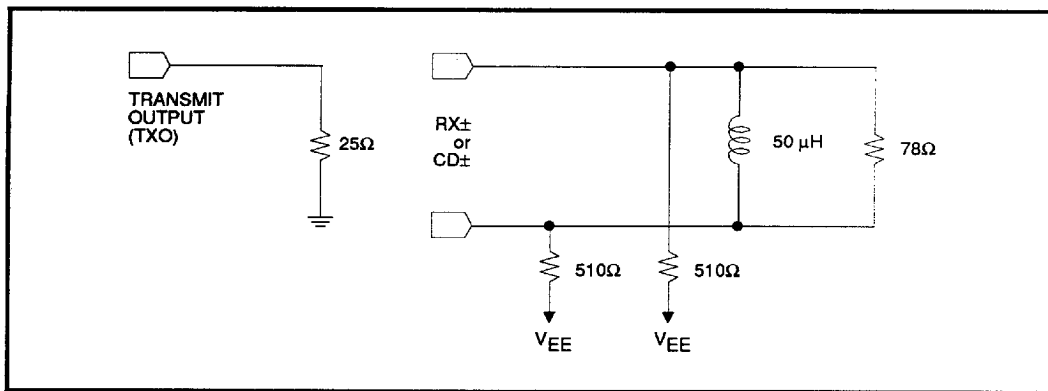 TRANSMIT
OUTPUT
(TXO)
25Ω
RX±
or
CD±
50 µH
78Ω
510Ω
510Ω
VEE
VEE